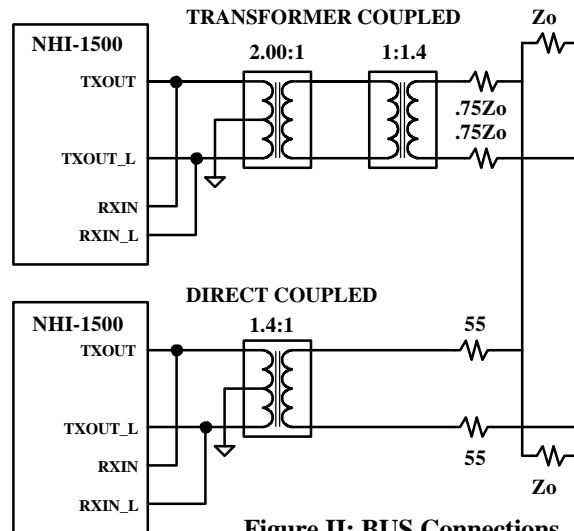 TRANSFORMER COUPLED
Zo
NHI-1500
2.00:1
1:1.4
TXOUT
.75Zo
.75Zo
TXOUT_L
RXIN
RXIN_L
DIRECT COUPLED
NHI-1500
1.4:1
55
TXOUT
TXOUT_L
RXIN
55
RXIN_L
Zo
Figure II: BUS Connections